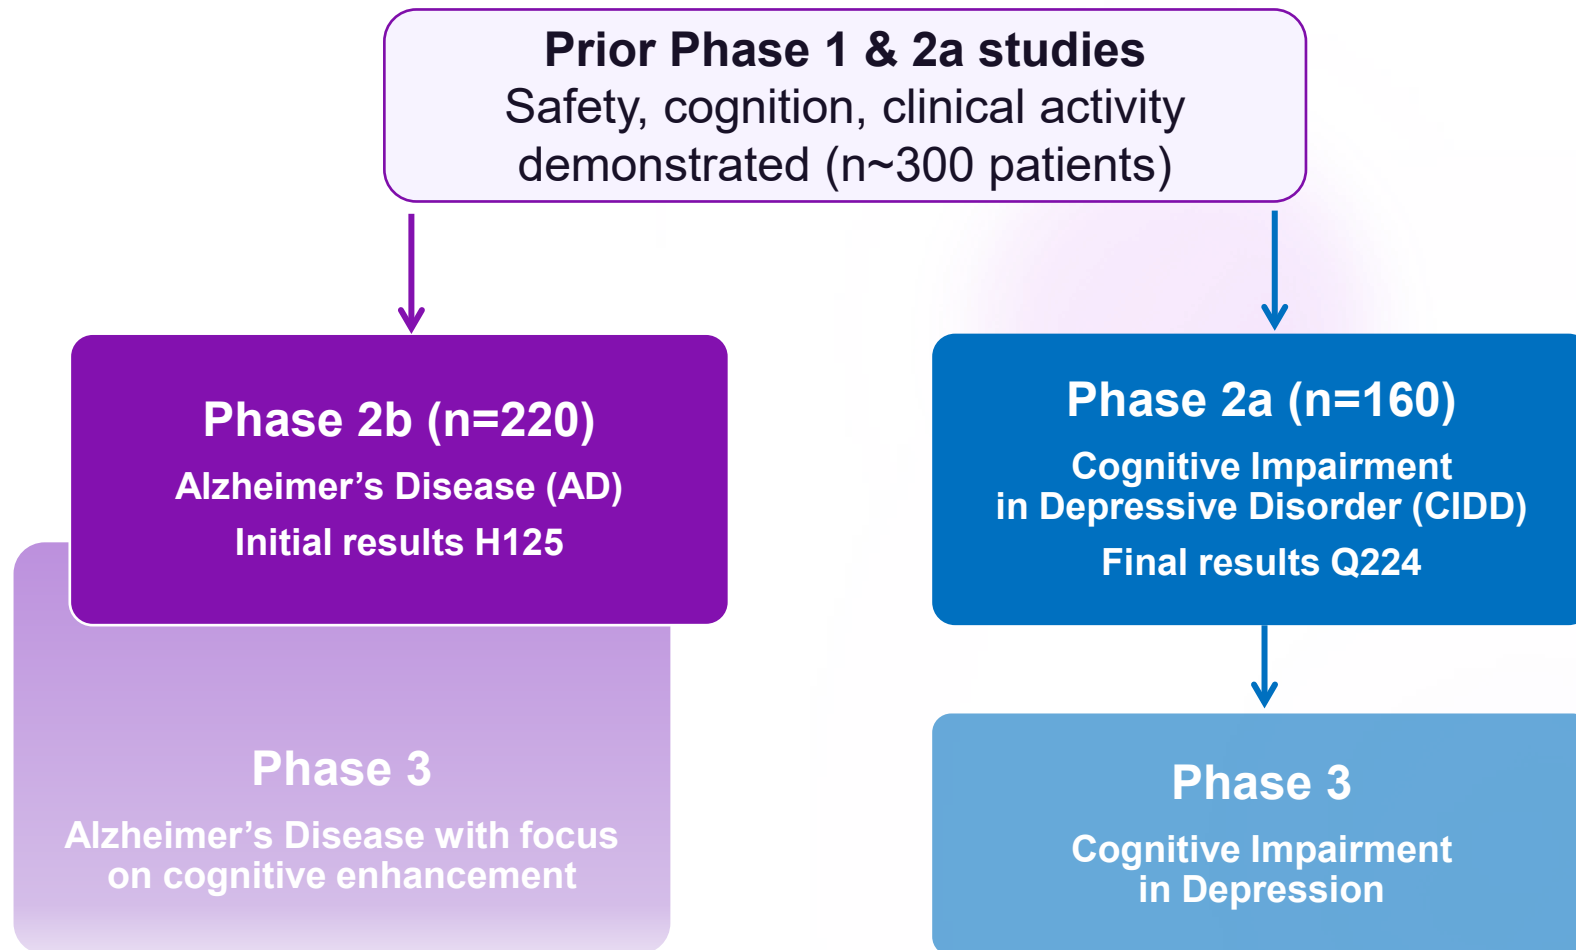 Prior Phase 1 & 2a studies
Safety, cognition, clinical activity
demonstrated (n~300 patients)
Phase 2b (n=220)
Alzheimer’s Disease (AD)
Initial results H125
Phase 3
Alzheimer’s Disease with focus
on cognitive enhancement
Phase 2a (n=160)
Cognitive Impairment
in Depressive Disorder (CIDD)
Final results Q224
Phase 3
Cognitive Impairment
in Depression